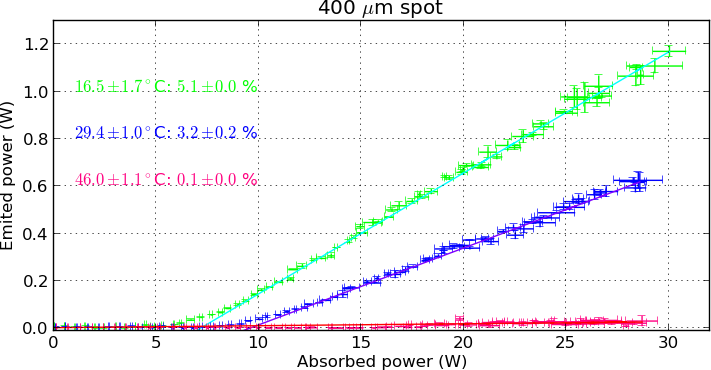 400 μm spot
Emited power (W)
1.2
1.0
0.8
0.6
0.4
0.2
0.0
16.5±1.7°C: 5.1±0.0 %
29.4±1.0°C: 3.2±0.2 %
46.0±1.1°C: 0.1±0.0 %
0 5 10 15 20 25 30
Absorbed power (W)